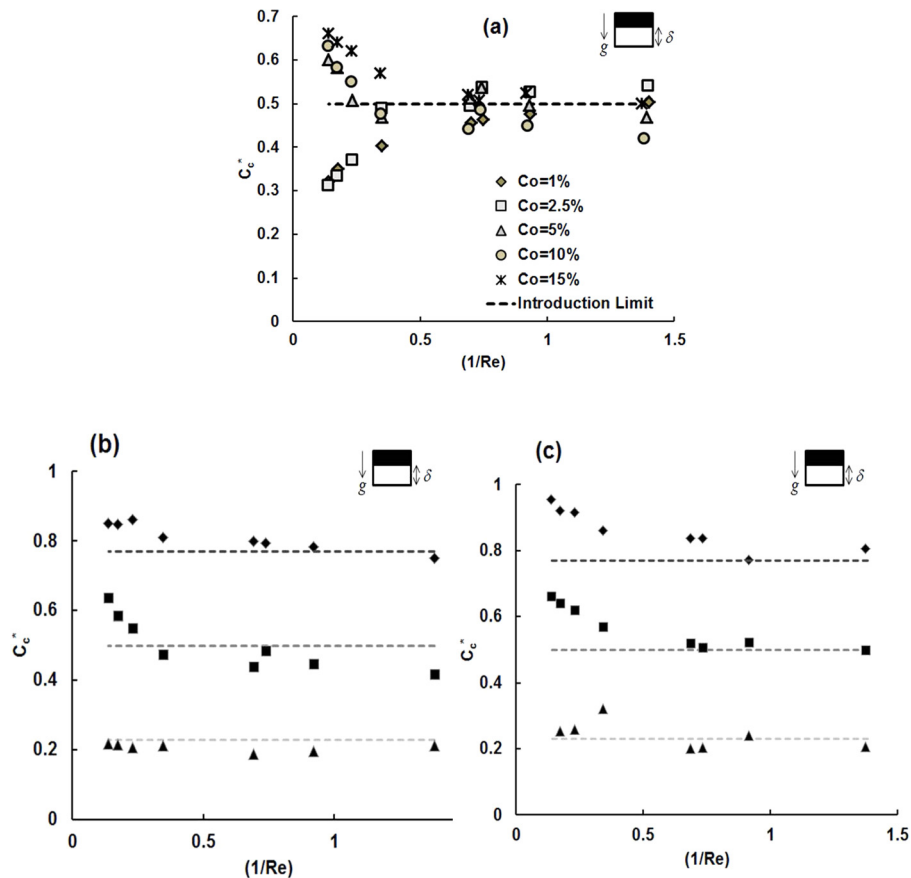 (a)
g
δ
0.7
0.6
0.5
0.4
0.3
0.2
0.1
0
C_c*
Co=1%
Co=2.5%
Co=5%
Co=10%
Co=15%
Introduction Limit
0 0.5 1 1.5
(1/Re)
(b)
g
δ
1
0.8
0.6
0.4
0.2
0
C_c*
0 0.5 1
(1/Re)
(c)
g
δ
1
0.8
0.6
0.4
0.2
0
C_c*
0 0.5 1 1.5
(1/Re)